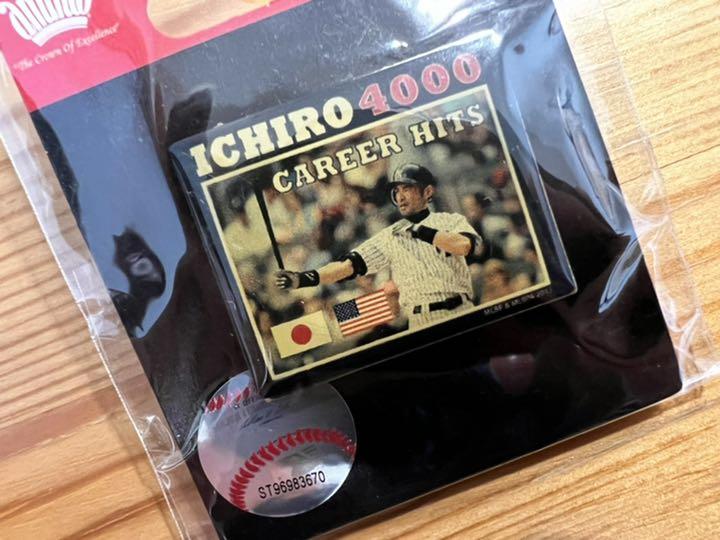 "The Crown Of Excellence"
ICHIRO 4000
CAREER HITS
ST96983670